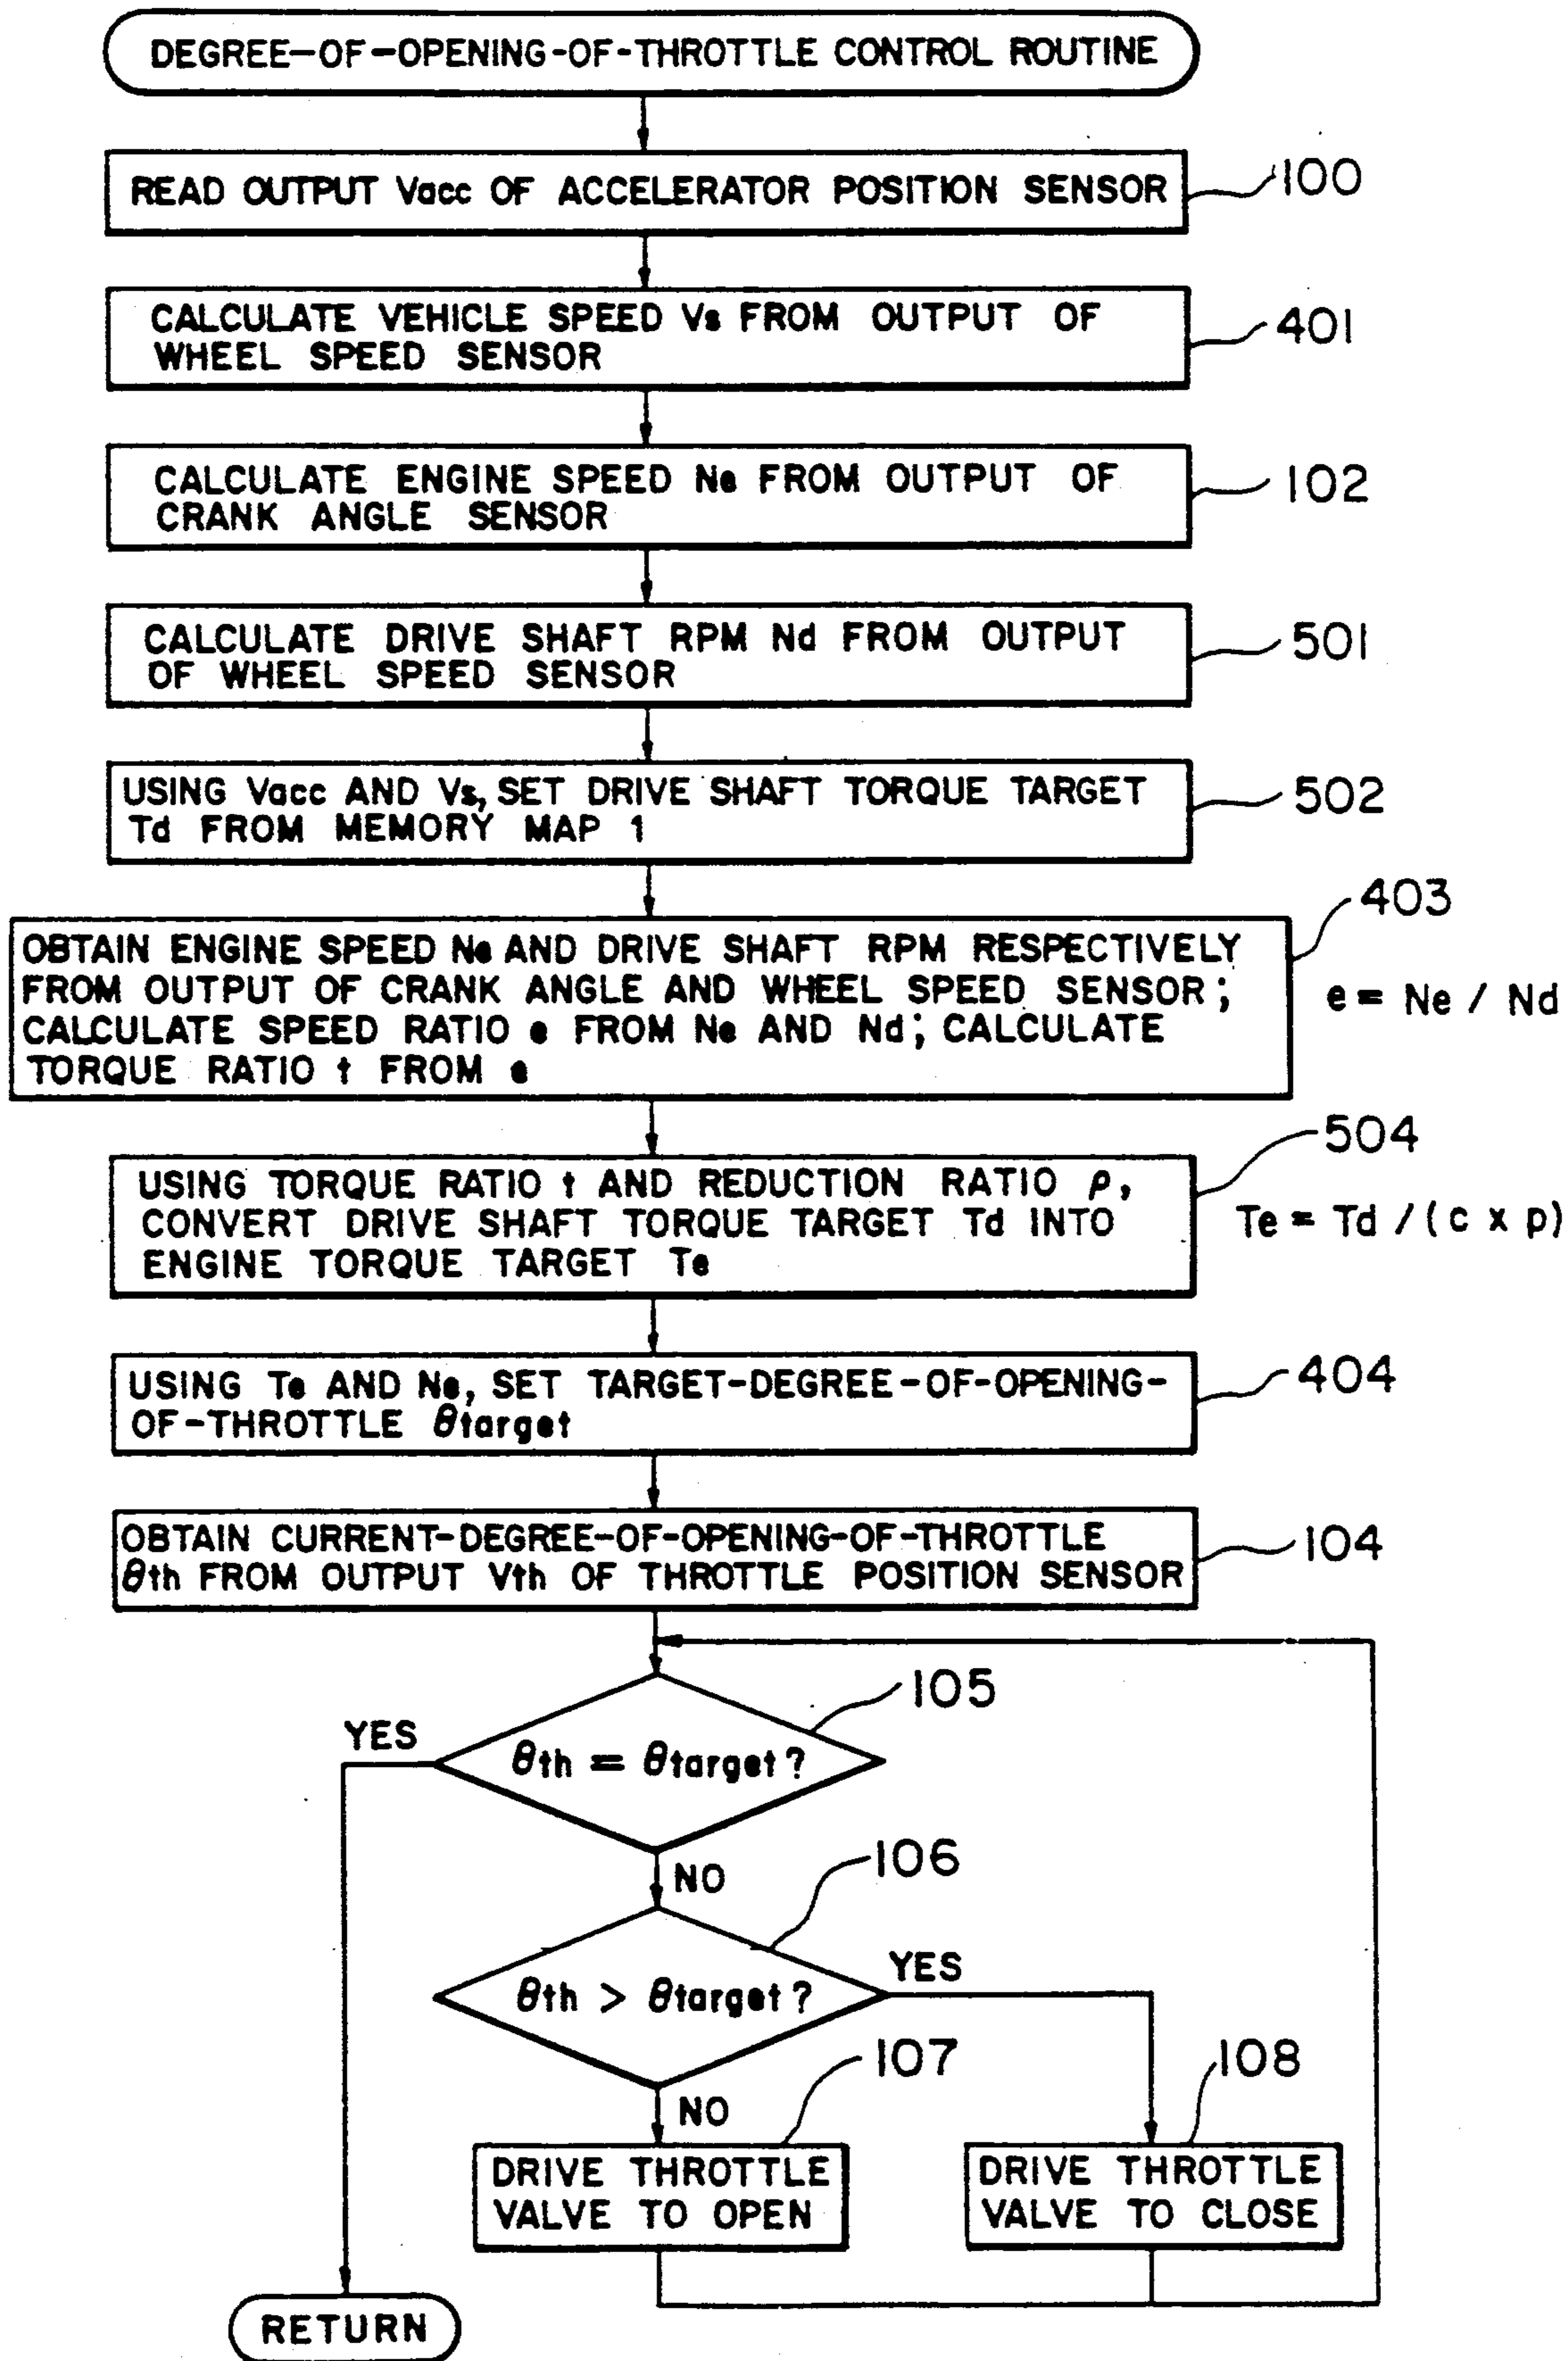 DEGREE-OF-OPENING-OF-THROTTLE CONTROL ROUTINE
READ OUTPUT Vacc OF ACCELERATOR POSITION SENSOR
100
CALCULATE VEHICLE SPEED Vs FROM OUTPUT OF
WHEEL SPEED SENSOR
401
CALCULATE ENGINE SPEED Ne FROM OUTPUT OF
CRANK ANGLE SENSOR
102
CALCULATE DRIVE SHAFT RPM Nd FROM OUTPUT
OF WHEEL SPEED SENSOR
501
USING Vacc AND Vs, SET DRIVE SHAFT TORQUE TARGET
Td FROM MEMORY MAP 1
502
OBTAIN ENGINE SPEED Ne AND DRIVE SHAFT RPM RESPECTIVELY
FROM OUTPUT OF CRANK ANGLE AND WHEEL SPEED SENSOR;
CALCULATE SPEED RATIO e FROM Ne AND Nd; CALCULATE
TORQUE RATIO t FROM e
403
e = Ne / Nd
USING TORQUE RATIO t AND REDUCTION RATIO ρ,
CONVERT DRIVE SHAFT TORQUE TARGET Td INTO
ENGINE TORQUE TARGET Te
504
Te = Td / (c x p)
USING Te AND Ne, SET TARGET-DEGREE-OF-OPENING-
OF-THROTTLE θtarget
404
OBTAIN CURRENT-DEGREE-OF-OPENING-OF-THROTTLE
θth FROM OUTPUT Vth OF THROTTLE POSITION SENSOR
104
105
YES
θth = θtarget?
NO
106
θth > θtarget?
YES
NO
107
108
DRIVE THROTTLE
VALVE TO OPEN
DRIVE THROTTLE
VALVE TO CLOSE
RETURN